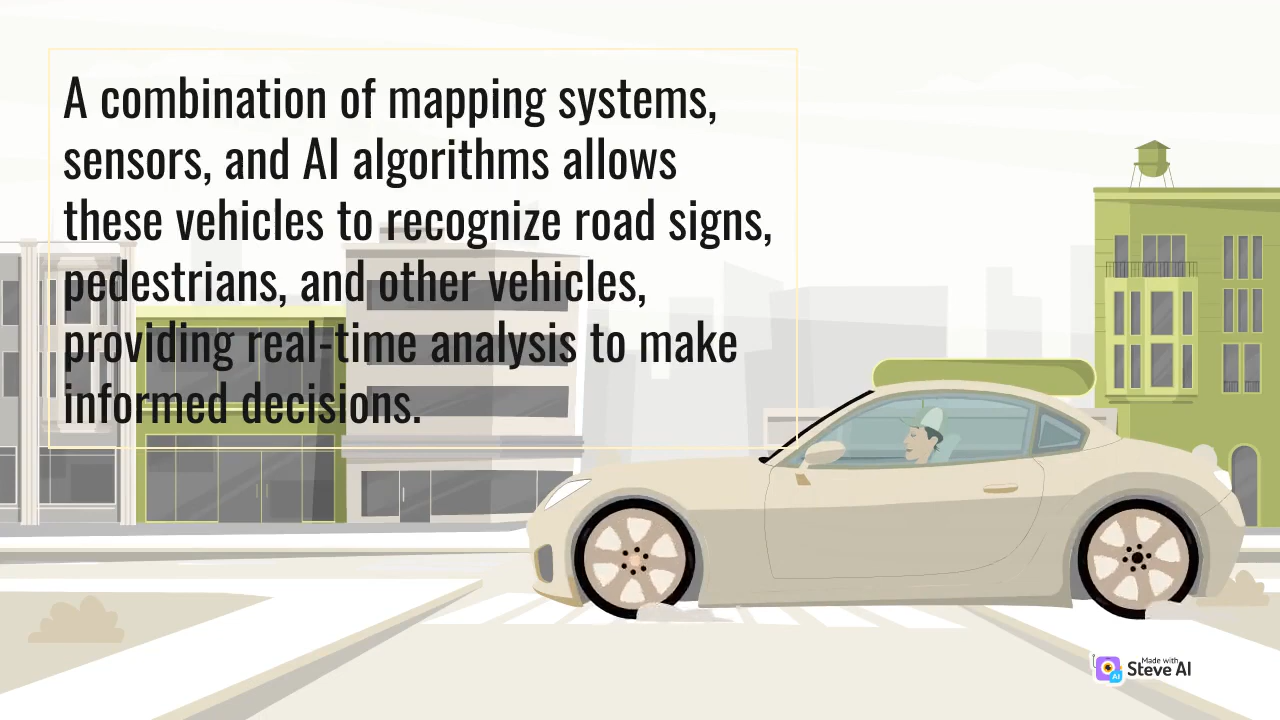 A combination of mapping systems,
sensors, and AI algorithms allows
these vehicles to recognize road signs,
pedestrians, and other vehicles,
providing real-time analysis to make
informed decisions.
Made with
Steve AI
AI